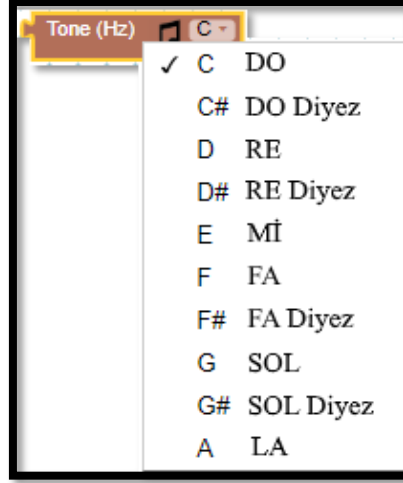 Tone (Hz) C
✓ C DO
C# DO Diyez
D RE
D# RE Diyez
E Mİ
F FA
F# FA Diyez
G SOL
G# SOL Diyez
A LA